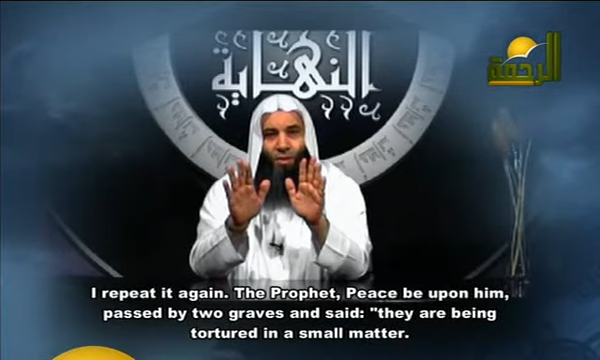 النهاية
الرحمة
I repeat it again. The Prophet, Peace be upon him,
passed by two graves and said: "they are being
tortured in a small matter.